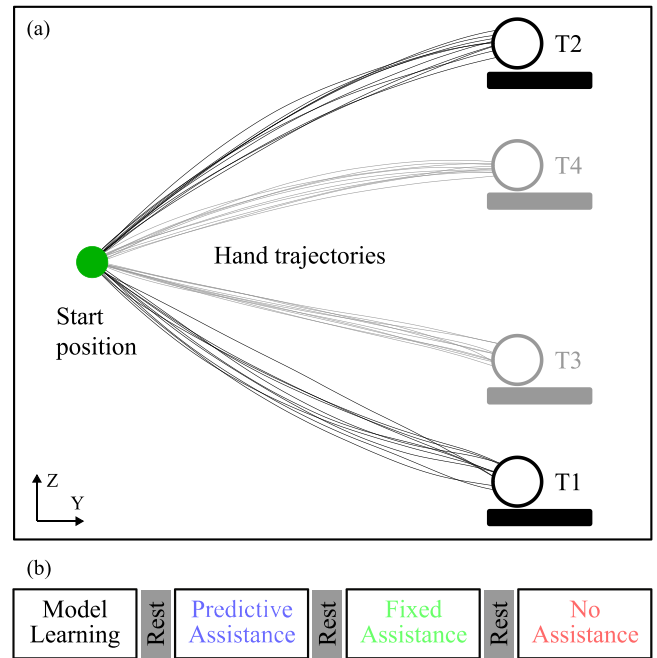 (a)
T2
T4
Hand trajectories
Start
position
T3
T1
Z
Y
(b)
Model
Learning
Rest
Predictive
Assistance
Rest
Fixed
Assistance
Rest
No
Assistance